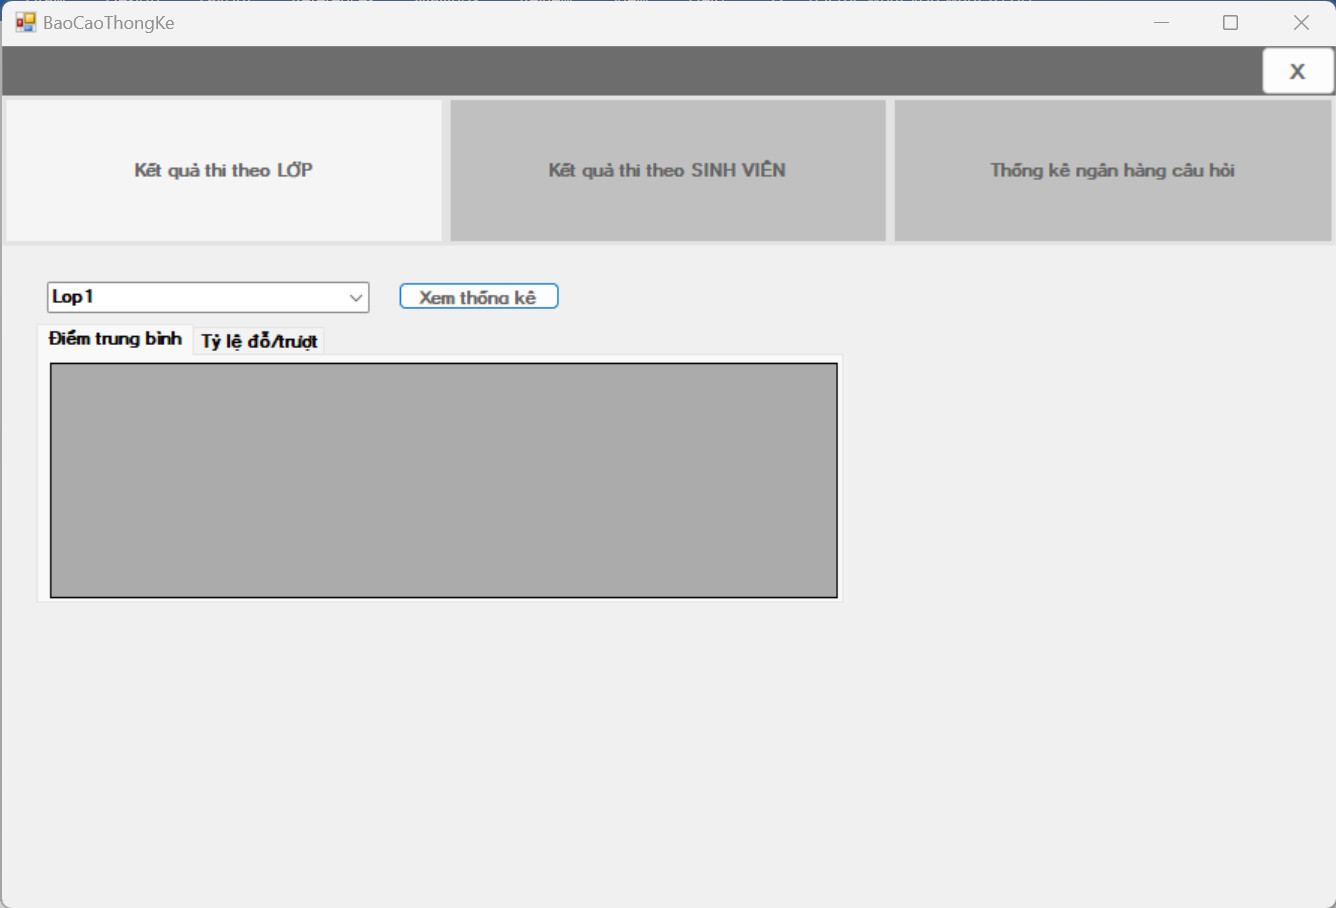 BaoCaoThongKe
X
Kết quả thi theo LỚP
Kết quả thi theo SINH VIÊN
Thống kê ngân hàng câu hỏi
Lop1
Xem thống kê
Điểm trung bình
Tỷ lệ đỗ/trượt